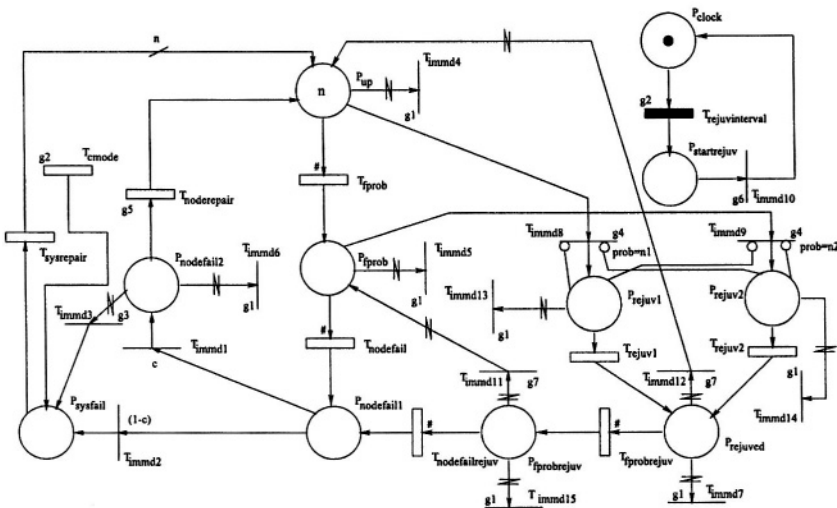 n
P_clock
T_immd4
P_up
n
g1
g2
T_rejuvinterval
g2
T_cmode
#
T_fprob
P_startrejuv
g5
T_noderepair
g6
T_immd10
T_immd8
g4
prob=n1
T_immd9
g4
prob=n2
T_sysrepair
P_nodefail2
T_immd6
P_fprob
T_immd5
g1
T_immd13
P_rejuv1
P_rejuv2
T_immd3
g3
g1
g1
#
T_nodefail
T_immd1
c
T_rejuv1
T_rejuv2
T_immd11
g7
T_immd12
g7
g1
T_immd14
P_sysfail
(1-c)
T_immd2
P_nodefail1
#
T_nodefailrejuv
P_fprobrejuv
#
T_fprobrejuv
P_rejuved
g1
T_immd15
g1
T_immd7